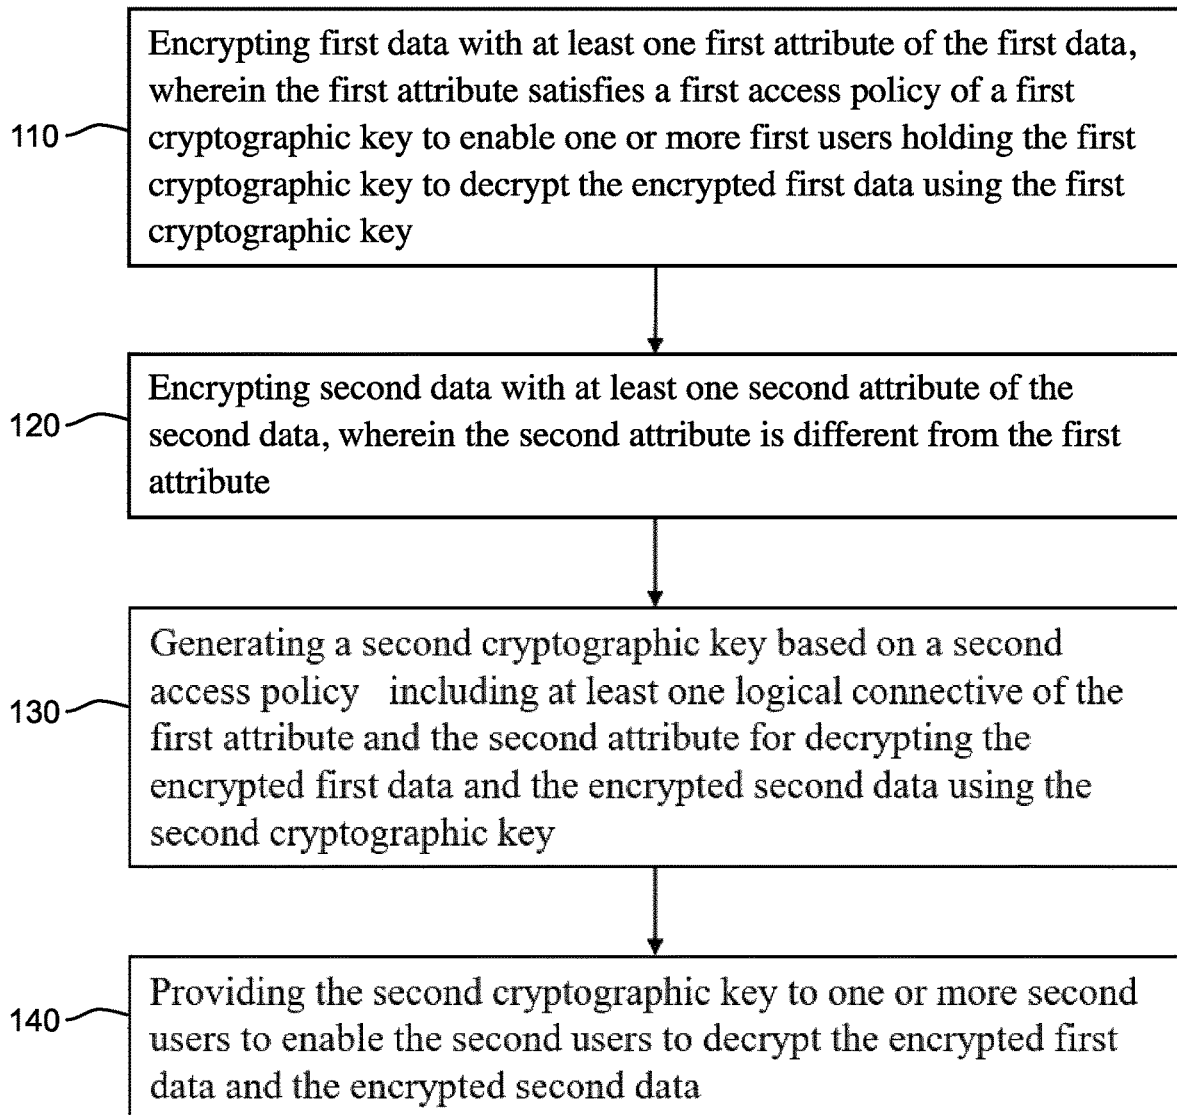 Encrypting first data with at least one first attribute of the first data,
wherein the first attribute satisfies a first access policy of a first
110
cryptographic key to enable one or more first users holding the first
cryptographic key to decrypt the encrypted first data using the first
cryptographic key
Encrypting second data with at least one second attribute of the
120
second data, wherein the second attribute is different from the first
attribute
Generating a second cryptographic key based on a second
access policy including at least one logical connective of the
130
first attribute and the second attribute for decrypting the
encrypted first data and the encrypted second data using the
second cryptographic key
Providing the second cryptographic key to one or more second
140
users to enable the second users to decrypt the encrypted first
data and the encrypted second data